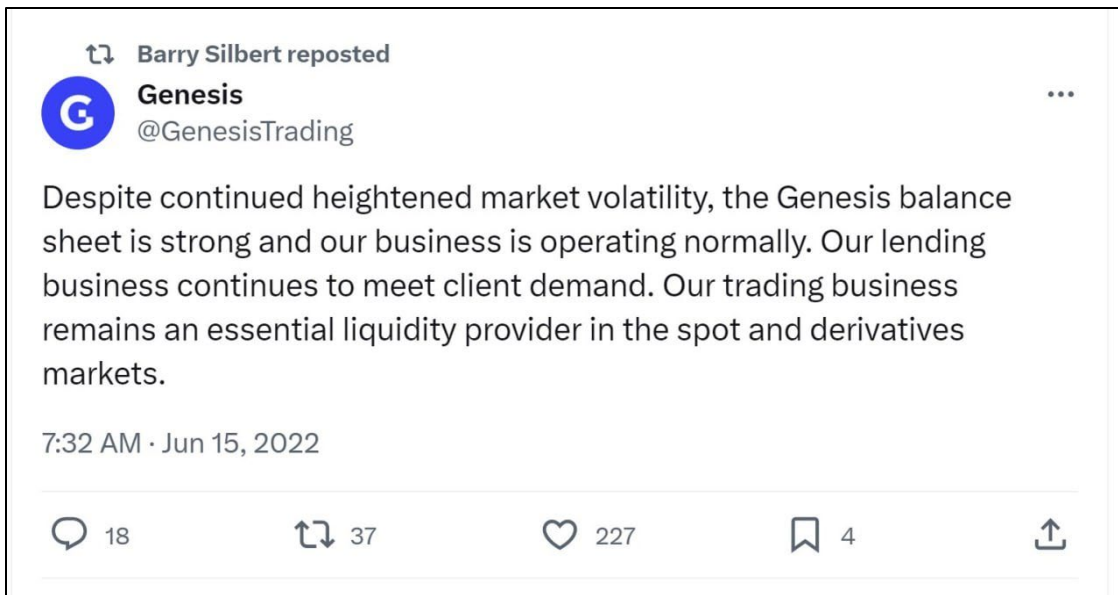 Barry Silbert reposted
G
Genesis
@GenesisTrading
Despite continued heightened market volatility, the Genesis balance
sheet is strong and our business is operating normally. Our lending
business continues to meet client demand. Our trading business
remains an essential liquidity provider in the spot and derivatives
markets.
7:32 AM · Jun 15, 2022
18 37 227 4